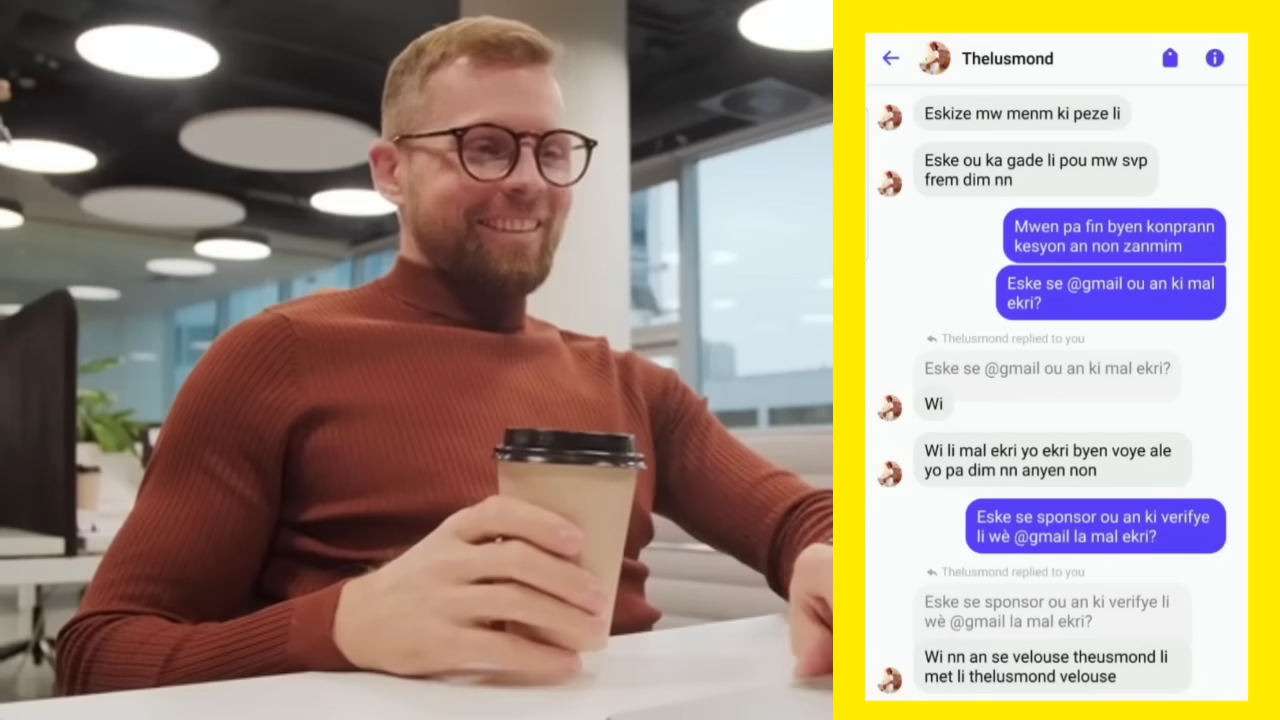 Thelusmond
Eskize mw menm ki peze li
Eske ou ka gade li pou mw svp
frem dim nn
Mwen pa fin byen konprann
kesyon an non zanmim
Eske se @gmail ou an ki mal
ekri?
Thelusmond replied to you
Eske se @gmail ou an ki mal ekri?
Wi
Wi li mal ekri yo ekri byen voye ale
yo pa dim nn anyen non
Eske se sponsor ou an ki verifye
li wè @gmail la mal ekri?
Thelusmond replied to you
Eske se sponsor ou an ki verifye li
wè @gmail la mal ekri?
Wi nn an se velouse theusmond li
met li thelusmond velouse